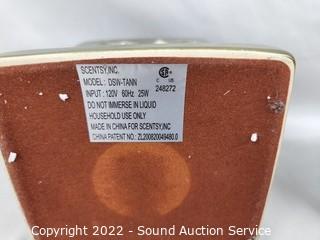 SCENTSY,INC.
MODEL: DSW-TANN
INPUT: 120V 60Hz 25W
DO NOT IMMERSE IN LIQUID
HOUSEHOLD USE ONLY
MADE IN CHINA FOR SCENTSY,INC
CHINA PATENT NO.: ZL200820049480.0
C US
248272
Copyright 2022 - Sound Auction Service